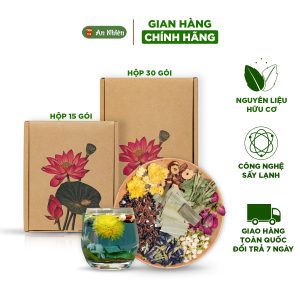 An Nhiên
GIAN HÀNG
CHÍNH HÃNG
HỘP 30 GÓI
HỘP 15 GÓI
NGUYÊN LIỆU
HỮU CƠ
CÔNG NGHỆ
SẤY LẠNH
GIAO HÀNG
TOÀN QUỐC
ĐỔI TRẢ 7 NGÀY